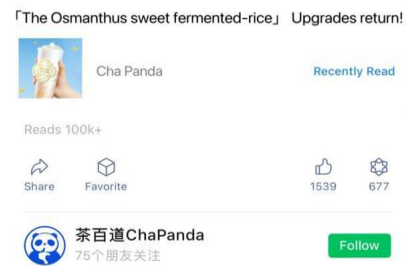 「The Osmanthus sweet fermented-rice」 Upgrades return!
Cha Panda
Recently Read
Reads 100k+
Share
Favorite
1539
677
茶百道ChaPanda
75个朋友关注
Follow